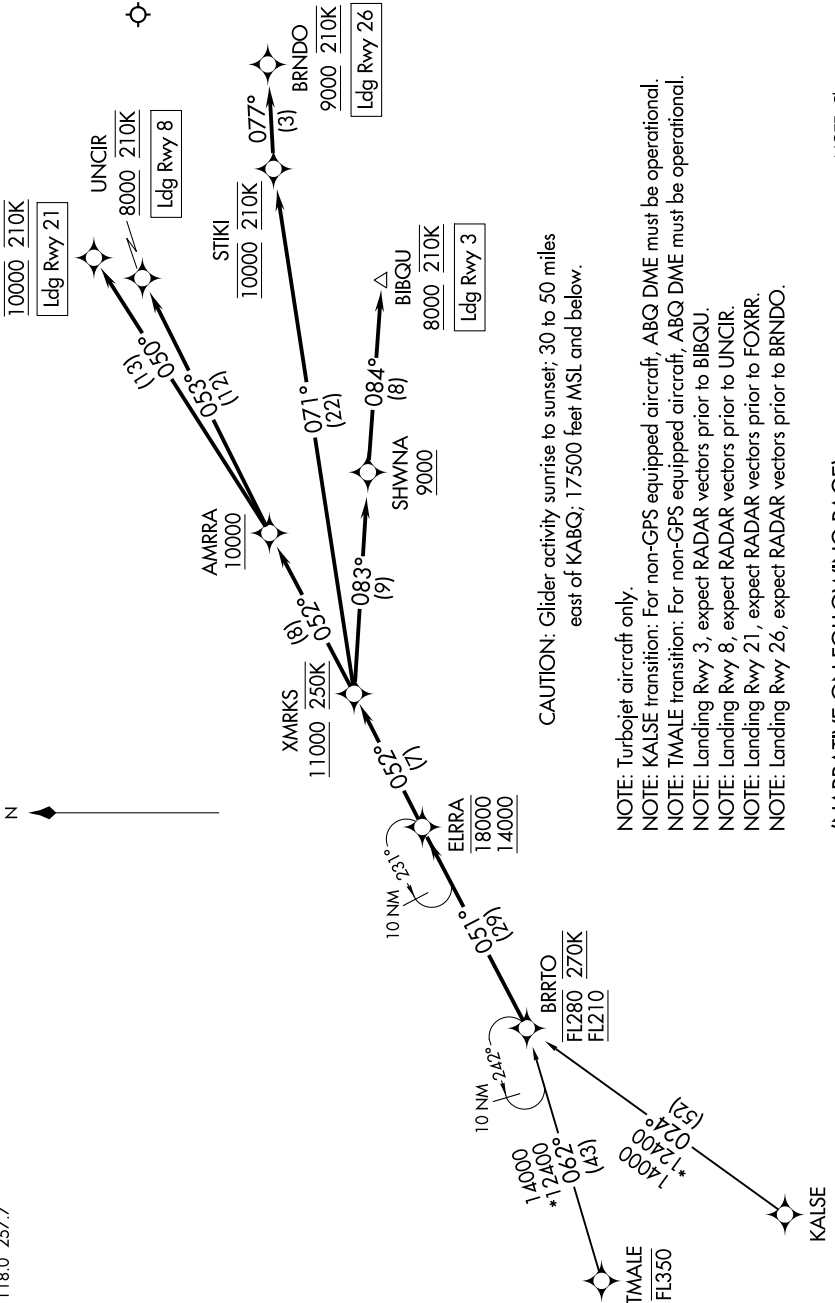 10000 210K
Ldg Rwy 21
UNCIR
8000 210K
Ldg Rwy 8
BRNDO
9000 210K
Ldg Rwy 26
077°
(3)
STIKI
10000 210K
(13)
050°
053°
(12)
071°
(22)
BIBQU
8000 210K
Ldg Rwy 3
084°
(8)
SHWNA
9000
AMRRA
10000
083°
(9)
(8)
052°
XMRKS
11000 250K
052°
(7)
N
ELRRA
18000
14000
10 NM
231°
051°
(29)
BRRTO
FL280 270K
FL210
10 NM
242°
14000
*12400
062°
(43)
14000
*12400
024°
(52)
TMALE
FL350
KALSE
CAUTION: Glider activity sunrise to sunset; 30 to 50 miles
east of KABQ; 17500 feet MSL and below.
NOTE: Turbojet aircraft only.
NOTE: KALSE transition: For non-GPS equipped aircraft, ABQ DME must be operational.
NOTE: TMALE transition: For non-GPS equipped aircraft, ABQ DME must be operational.
NOTE: Landing Rwy 3, expect RADAR vectors prior to BIBQU.
NOTE: Landing Rwy 8, expect RADAR vectors prior to UNCIR.
NOTE: Landing Rwy 21, expect RADAR vectors prior to FOXRR.
NOTE: Landing Rwy 26, expect RADAR vectors prior to BRNDO.